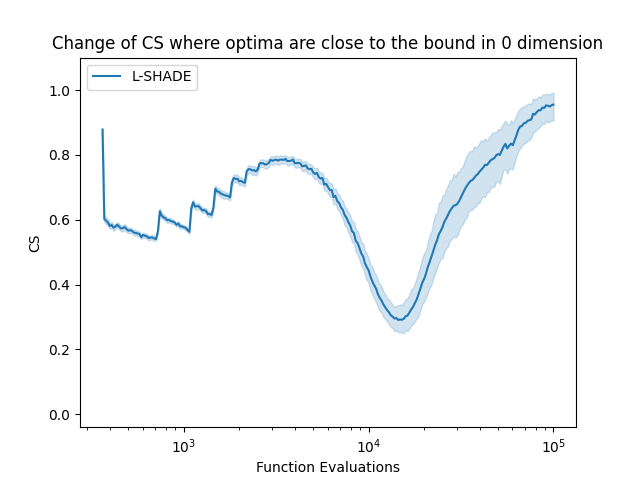 Change of CS where optima are close to the bound in 0 dimension
L-SHADE
1.0
0.8
0.6
0.4
0.2
0.0
CS
10³ 10⁴ 10⁵
Function Evaluations